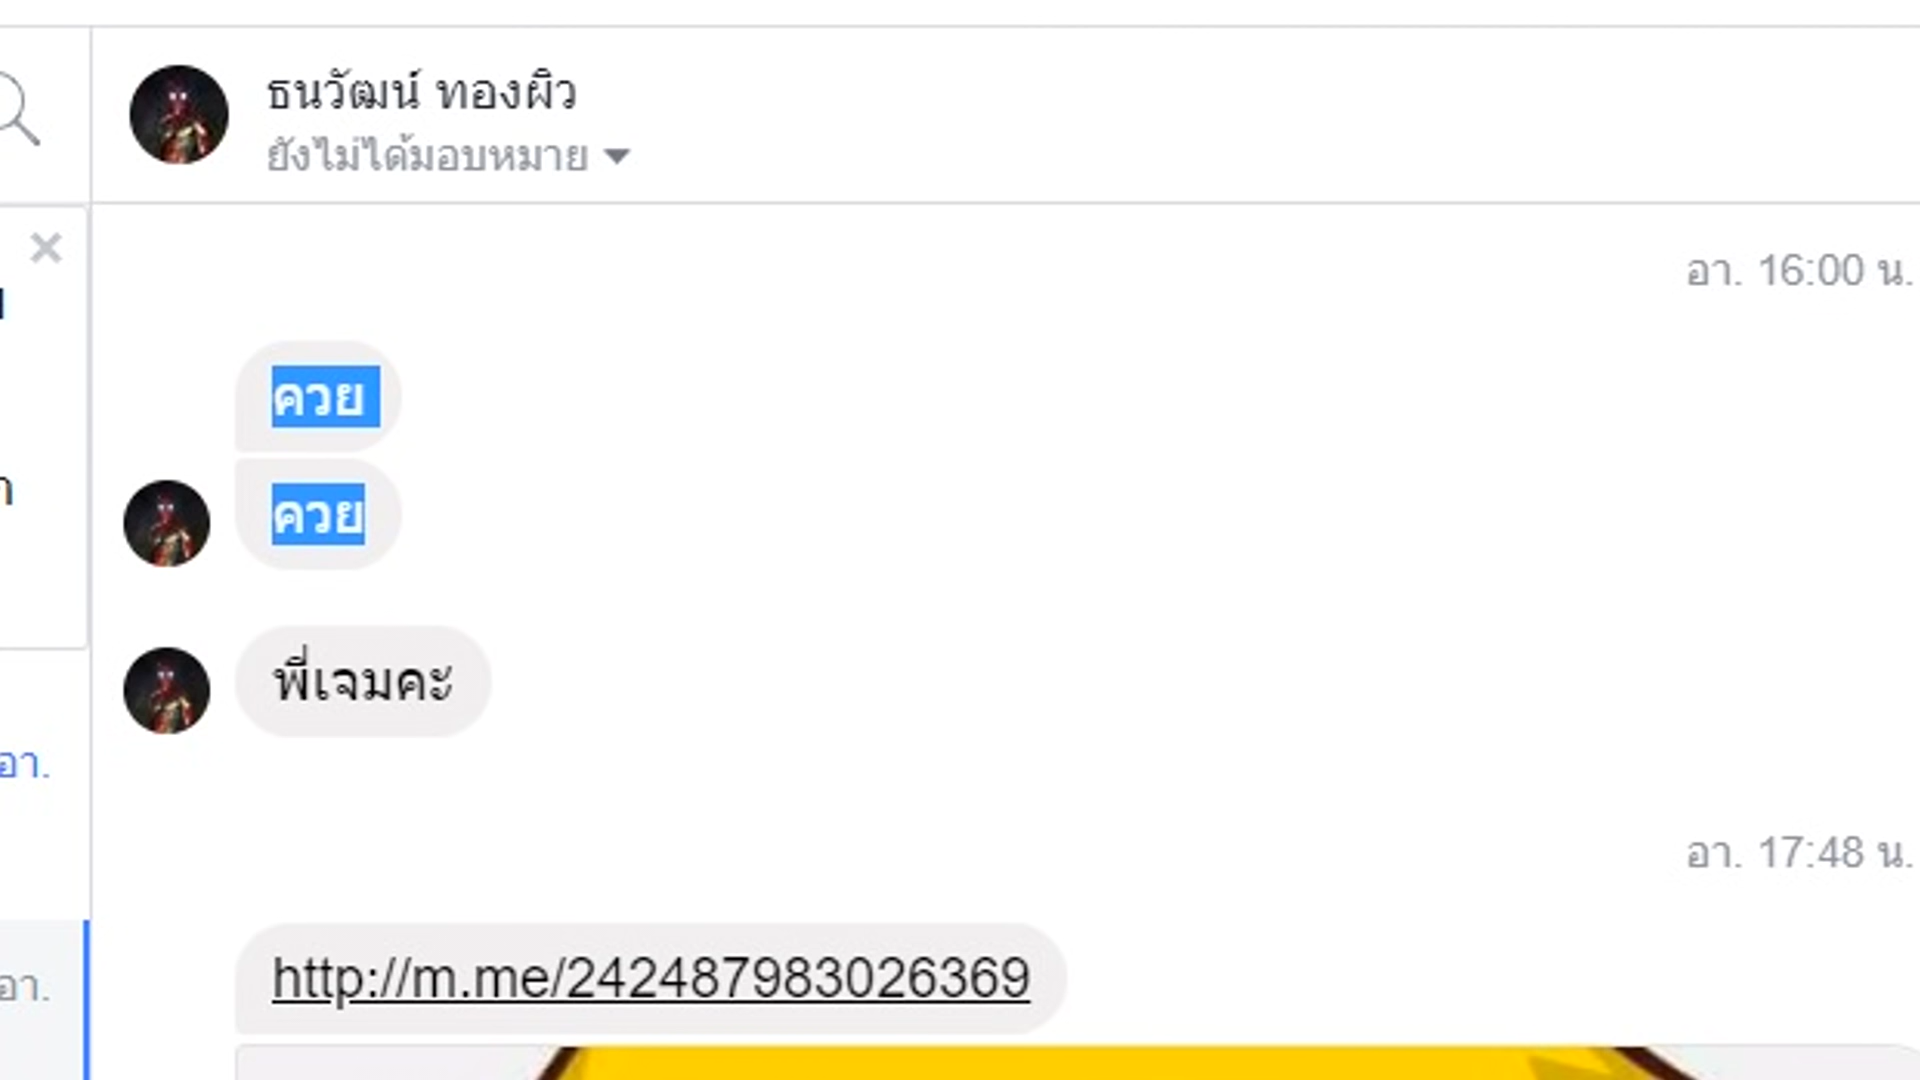 ธนวัฒน์ ทองผิว
ยังไม่ได้มอบหมาย
อา. 16:00 น.
ควย
ควย
พี่เจมคะ
อา.
อา. 17:48 น.
http://m.me/242487983026369
อา.